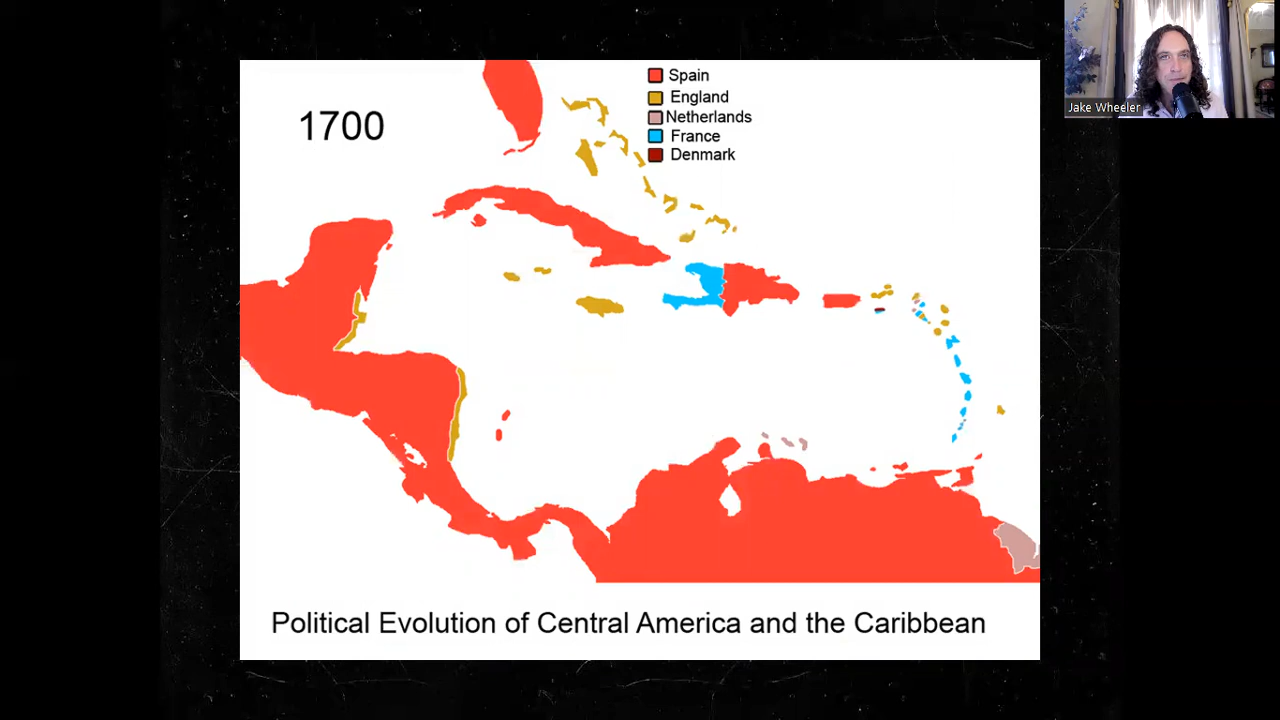 1700
Spain
England
Netherlands
France
Denmark
Jake Wheeler
Political Evolution of Central America and the Caribbean